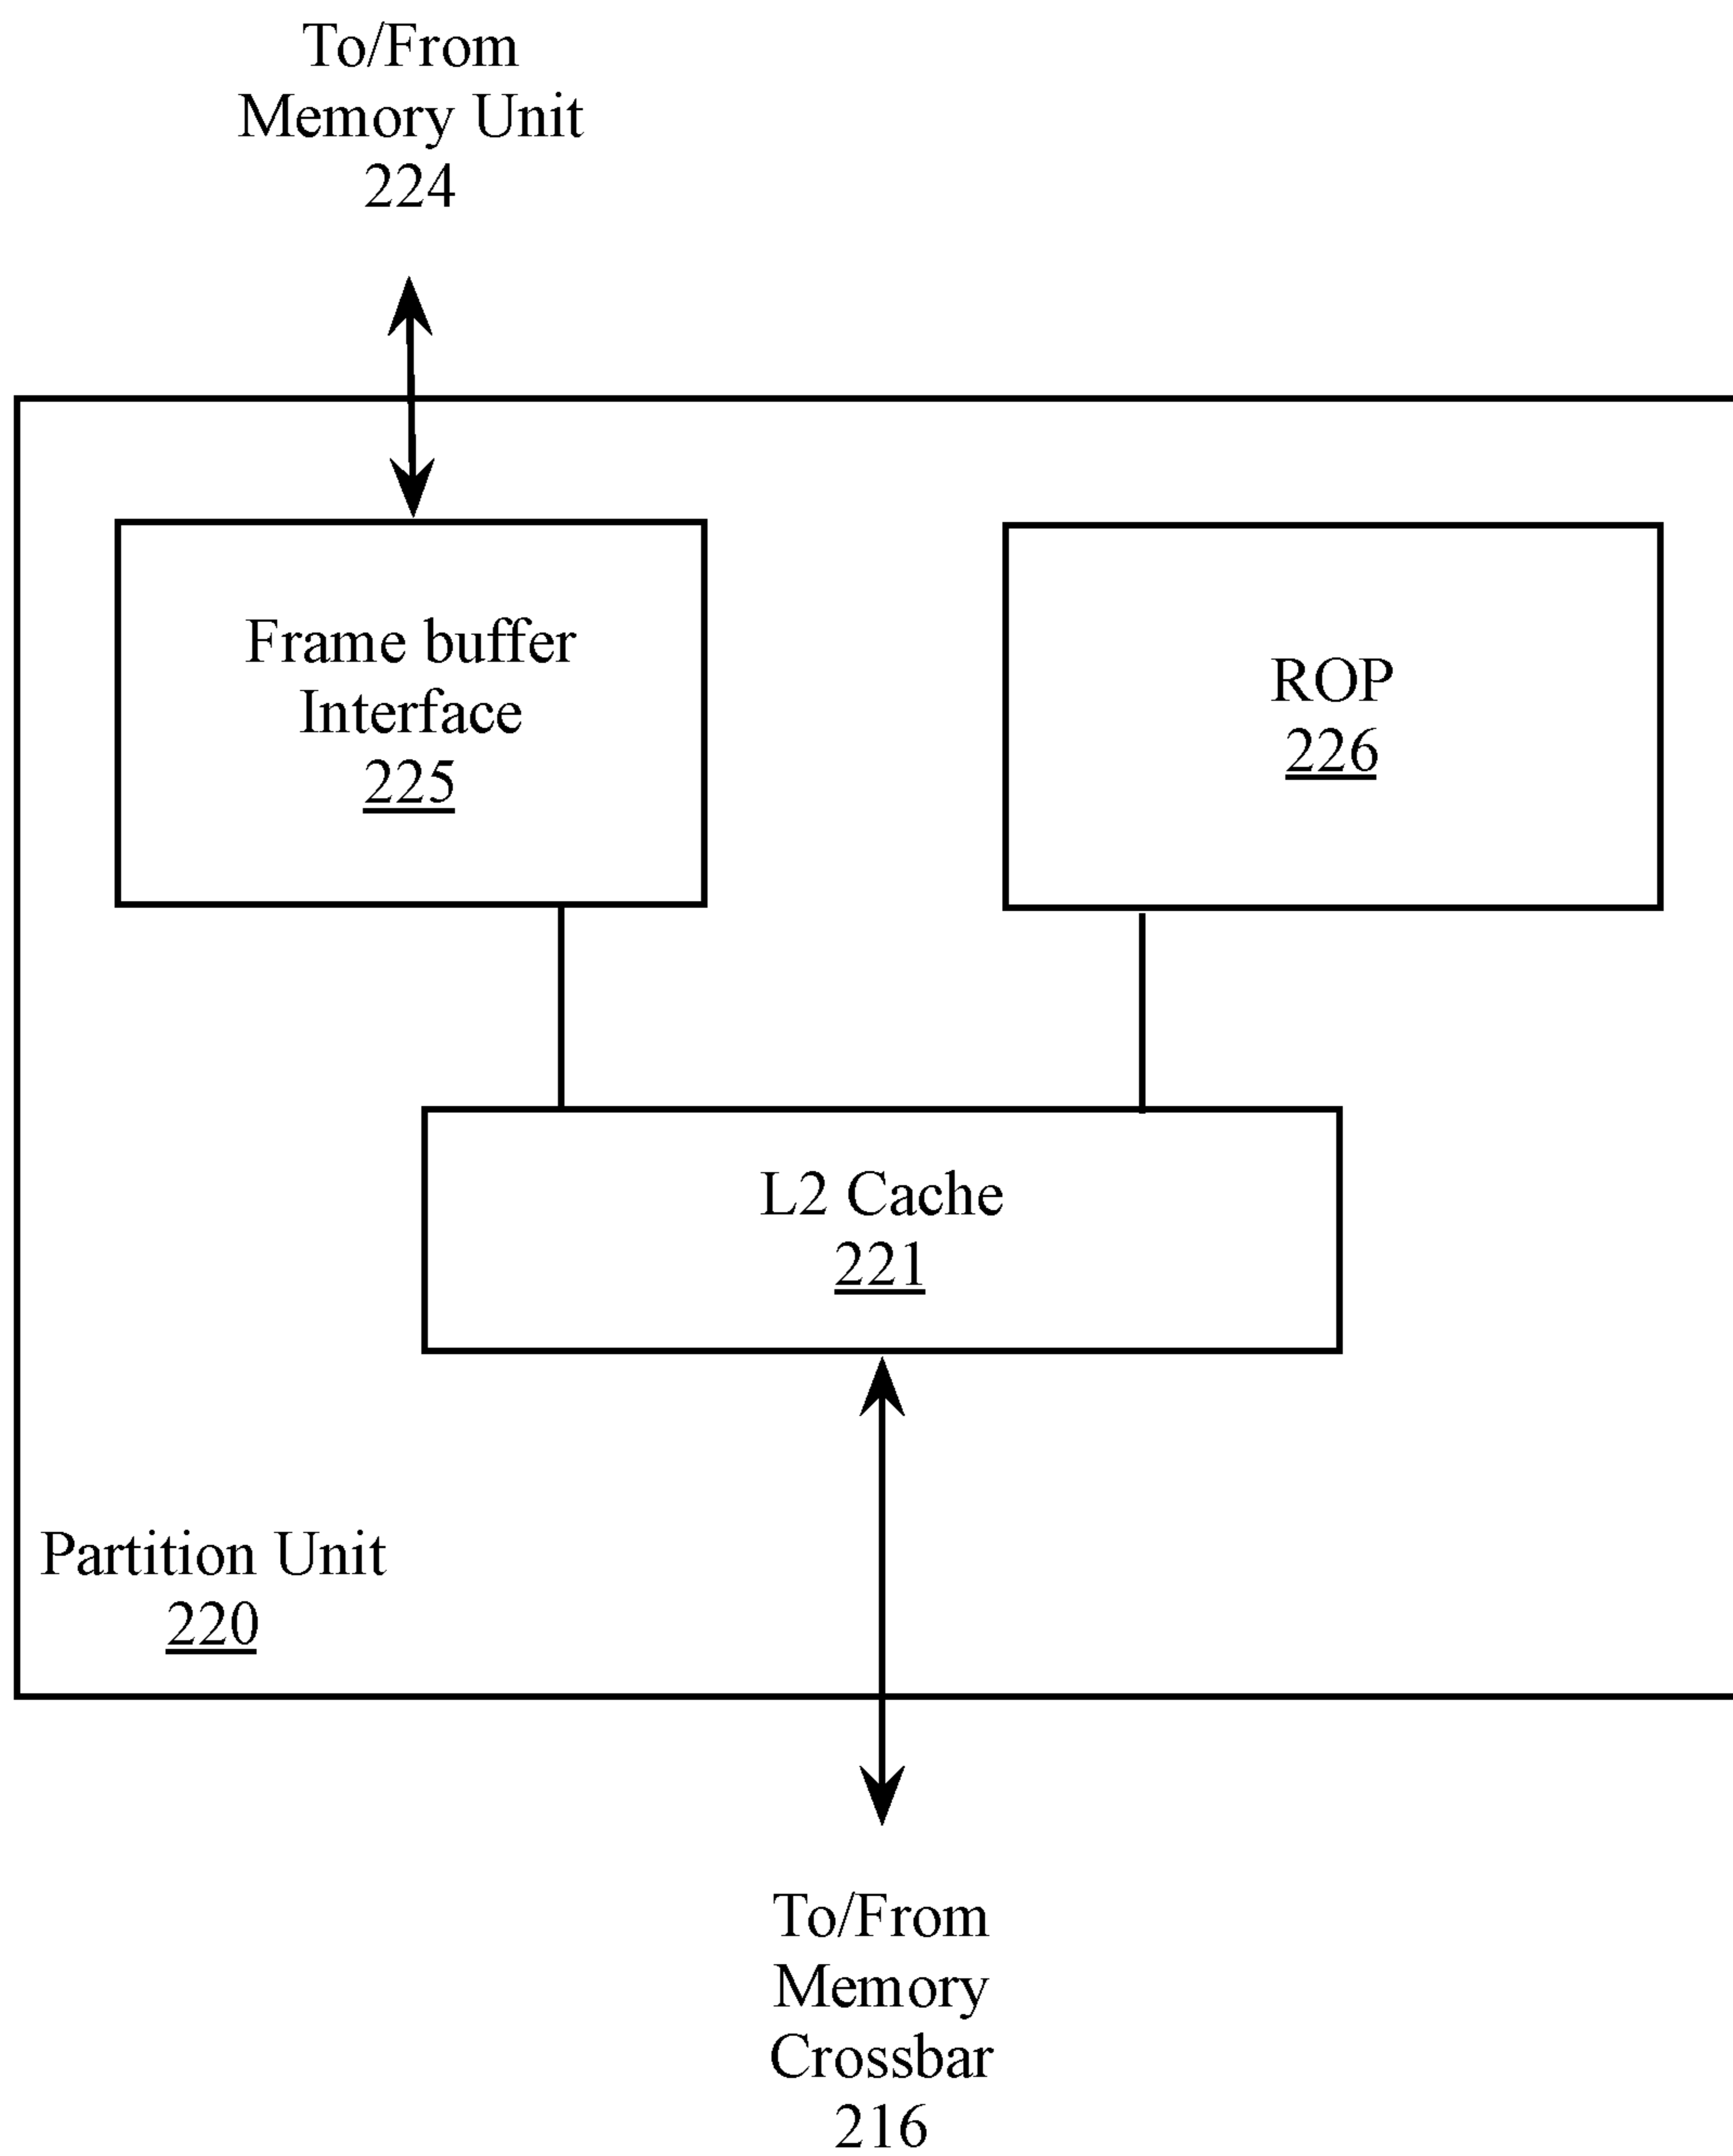 To/From
Memory Unit
224
Frame buffer
Interface
225
ROP
226
L2 Cache
221
Partition Unit
220
To/From
Memory
Crossbar
216